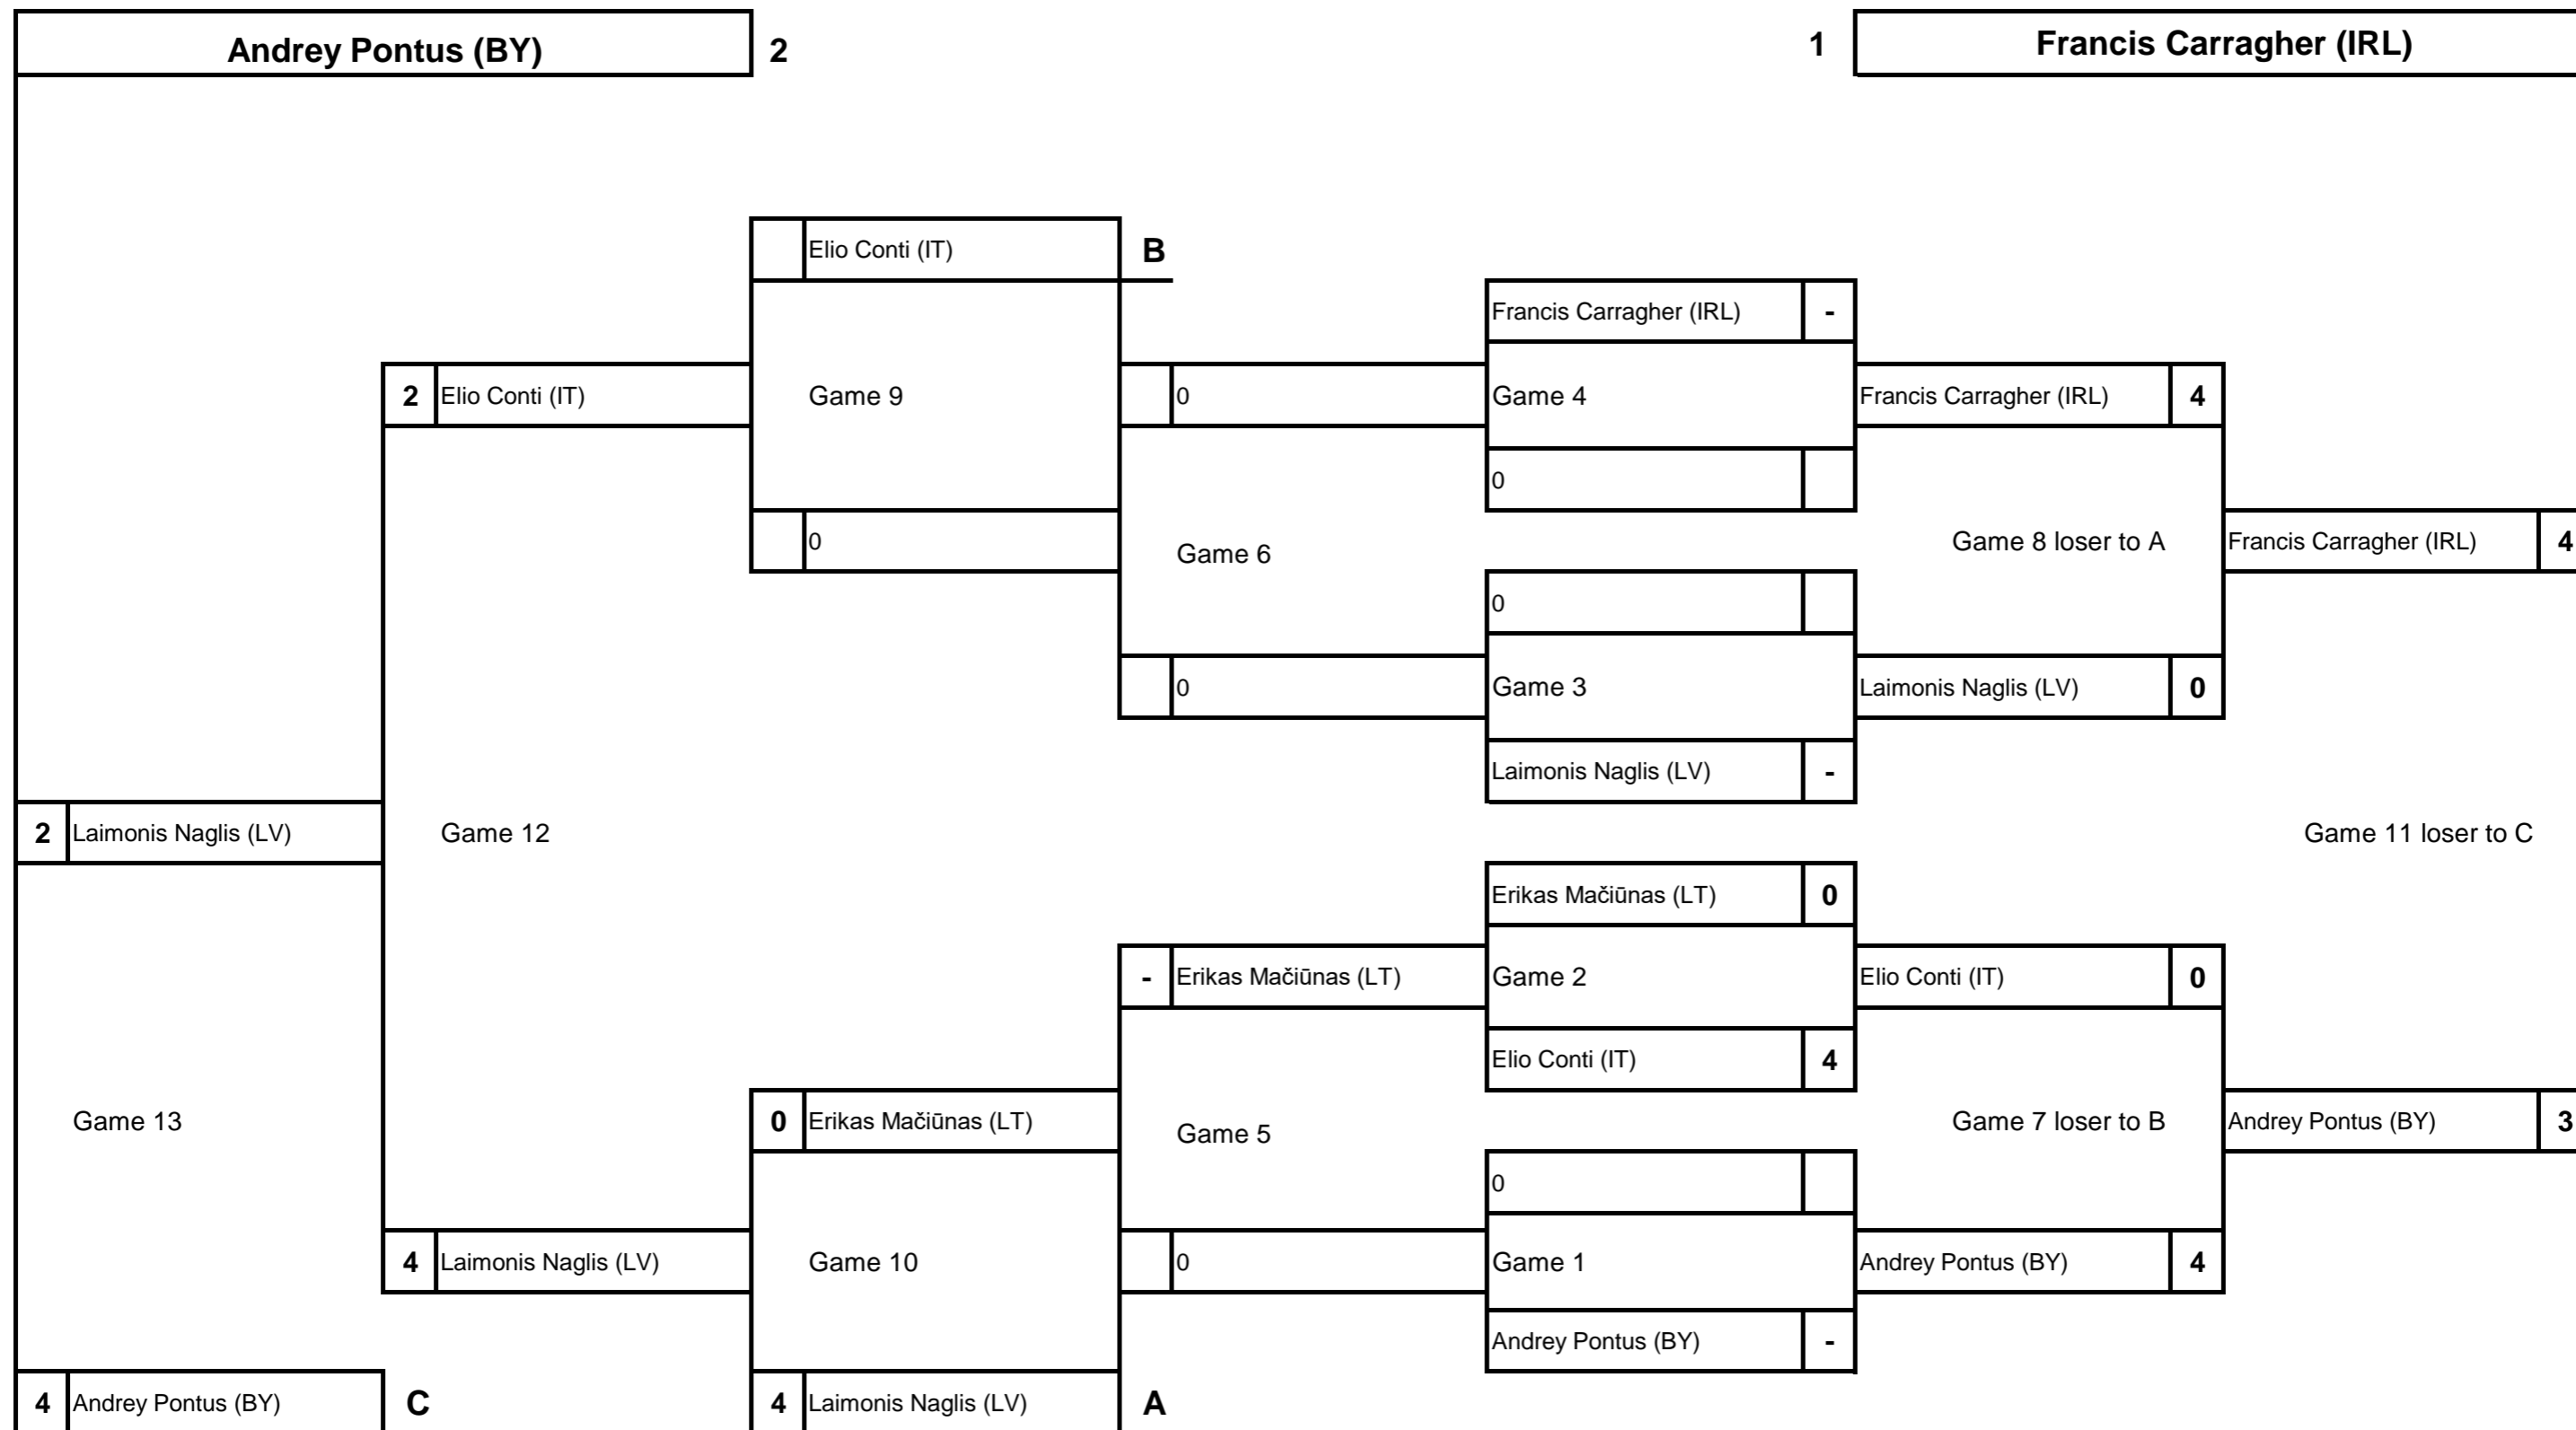 Andrey Pontus (BY) 2
1 Francis Carragher (IRL)
Elio Conti (IT) B
Francis Carragher (IRL) -
2 Elio Conti (IT) Game 9 0 Game 4 Francis Carragher (IRL) 4
0
0 Game 6 Game 8 loser to A Francis Carragher (IRL) 4
0
0 Game 3 Laimonis Naglis (LV) 0
Laimonis Naglis (LV) -
2 Laimonis Naglis (LV) Game 12 Game 11 loser to C
Erikas Mačiūnas (LT) 0
- Erikas Mačiūnas (LT) Game 2 Elio Conti (IT) 0
Elio Conti (IT) 4
Game 13 0 Erikas Mačiūnas (LT) Game 5 Game 7 loser to B Andrey Pontus (BY) 3
0
4 Laimonis Naglis (LV) Game 10 0 Game 1 Andrey Pontus (BY) 4
Andrey Pontus (BY) -
4 Andrey Pontus (BY) C 4 Laimonis Naglis (LV) A